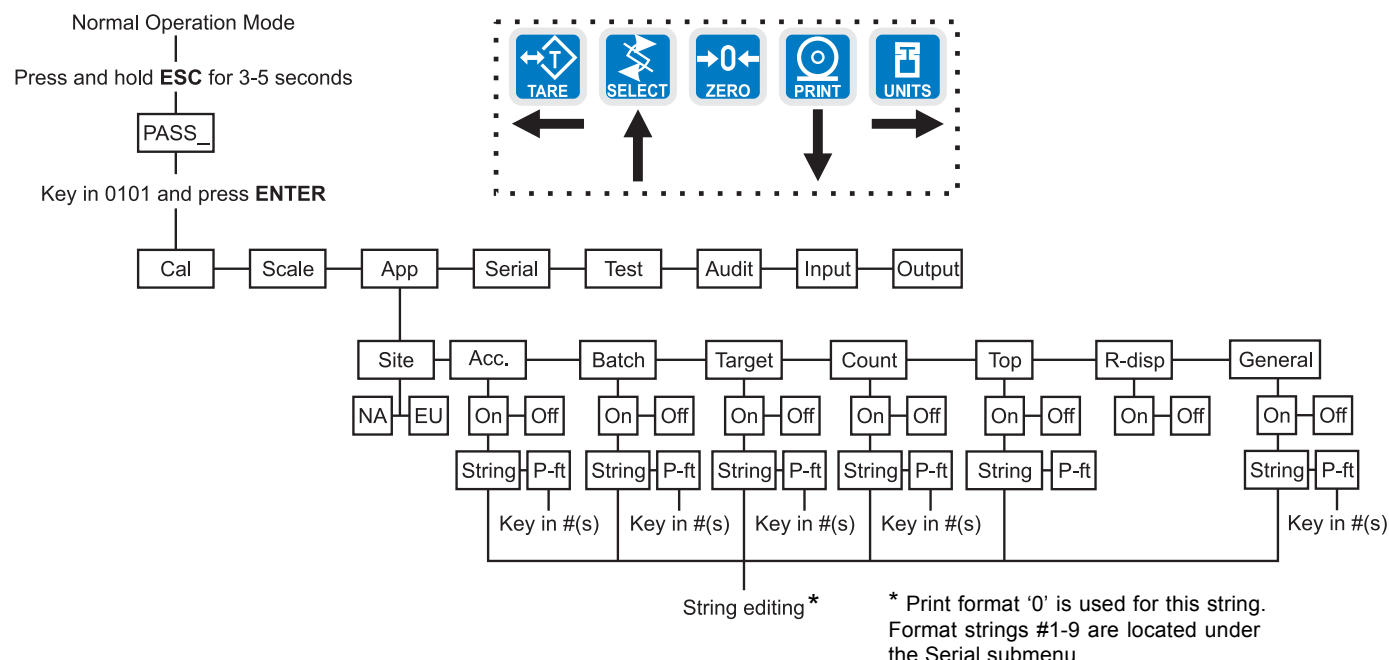 Normal Operation Mode
Press and hold ESC for 3-5 seconds
PASS_
Key in 0101 and press ENTER
T
TARE
SELECT
0
ZERO
PRINT
UNITS
Cal Scale App Serial Test Audit Input Output
Site Acc. Batch Target Count Top R-disp General
NA EU On Off On Off On Off On Off On Off On Off On Off
String P-ft String P-ft String P-ft String P-ft String P-ft String P-ft
Key in #(s) Key in #(s) Key in #(s) Key in #(s) Key in #(s)
String editing*
* Print format ‘0’ is used for this string.
Format strings #1-9 are located under
the Serial submenu